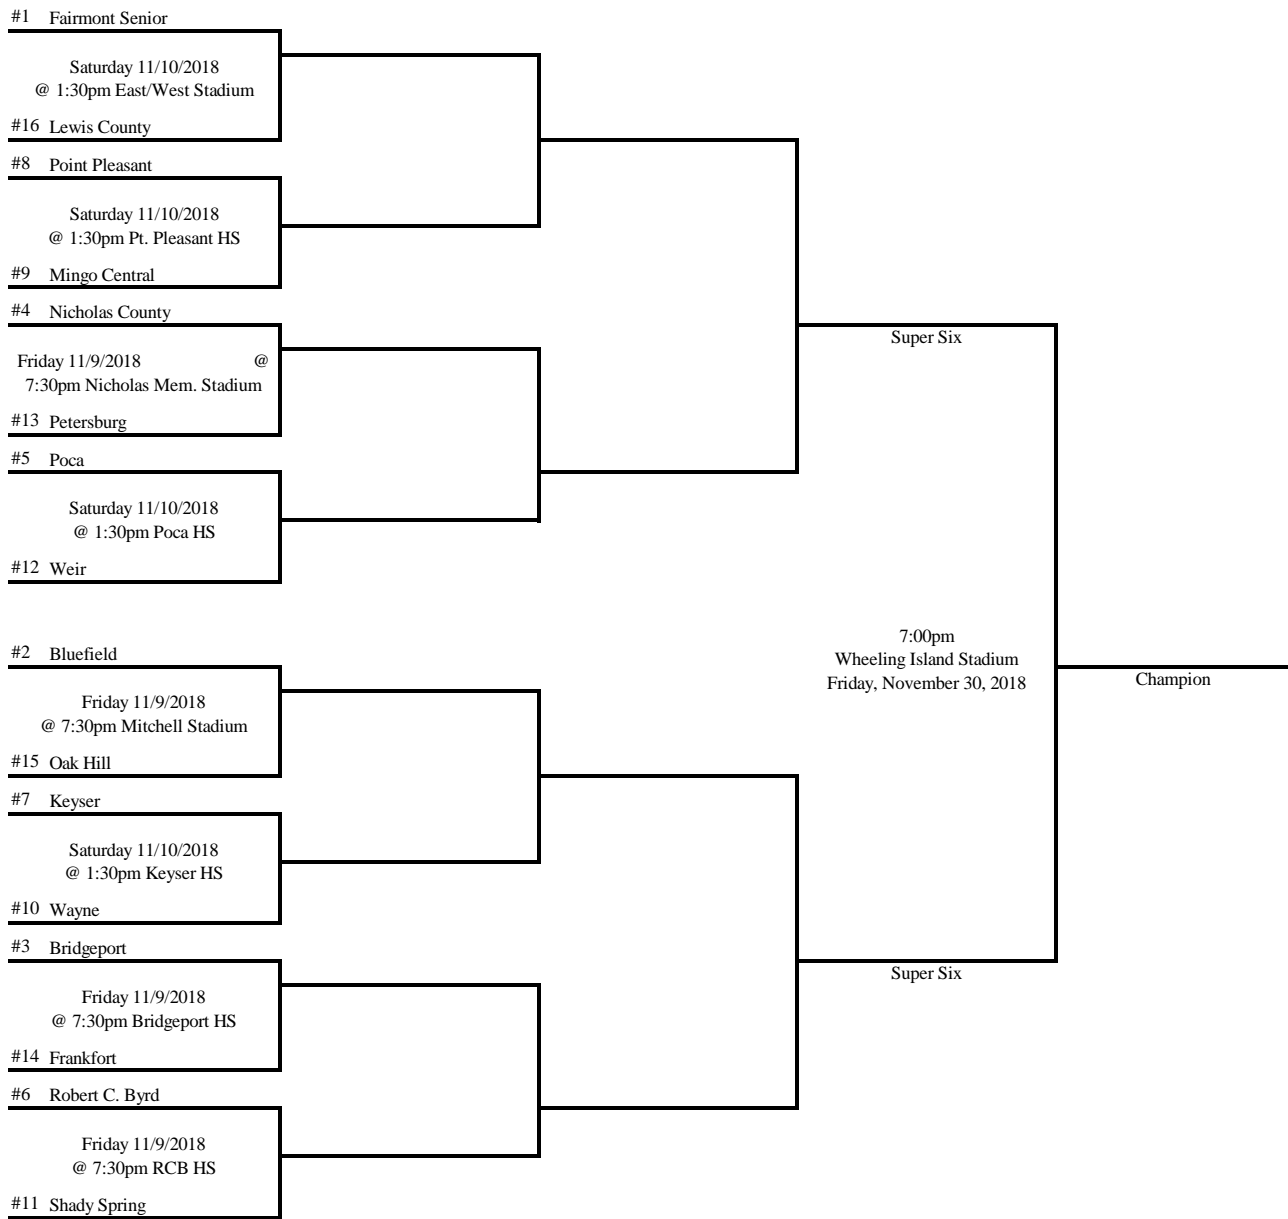 #1 Fairmont Senior
Saturday 11/10/2018
@ 1:30pm East/West Stadium
#16 Lewis County
#8 Point Pleasant
Saturday 11/10/2018
@ 1:30pm Pt. Pleasant HS
#9 Mingo Central
#4 Nicholas County
Friday 11/9/2018 @
7:30pm Nicholas Mem. Stadium
#13 Petersburg
#5 Poca
Saturday 11/10/2018
@ 1:30pm Poca HS
#12 Weir
Super Six
#2 Bluefield
Friday 11/9/2018
@ 7:30pm Mitchell Stadium
#15 Oak Hill
#7 Keyser
Saturday 11/10/2018
@ 1:30pm Keyser HS
#10 Wayne
#3 Bridgeport
Friday 11/9/2018
@ 7:30pm Bridgeport HS
#14 Frankfort
#6 Robert C. Byrd
Friday 11/9/2018
@ 7:30pm RCB HS
#11 Shady Spring
Super Six
7:00pm
Wheeling Island Stadium
Friday, November 30, 2018
Champion